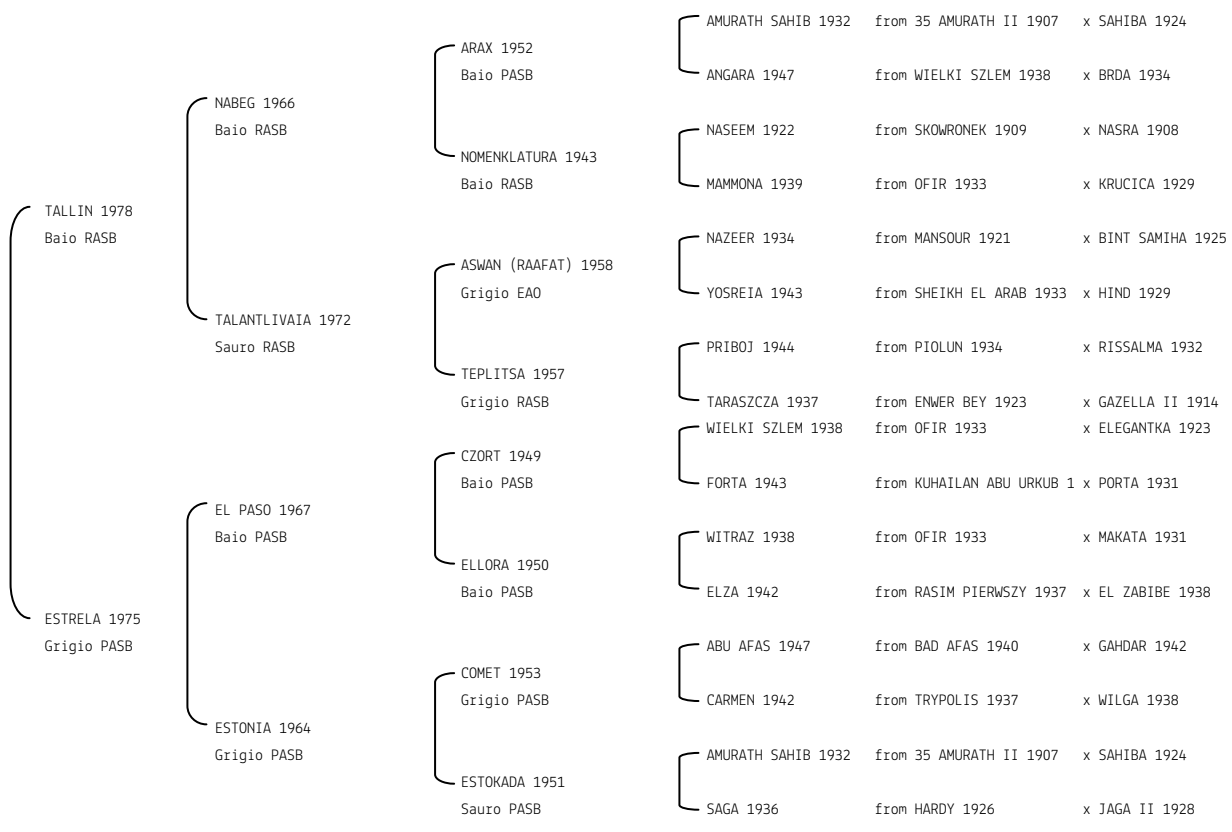 AMURATH SAHIB 1932 from 35 AMURATH II 1907 x SAHIBA 1924
ARAX 1952
Baio PASB
ANGARA 1947 from WIELKI SZLEM 1938 x BRDA 1934
NABEG 1966
Baio RASB
NASEEM 1922 from SKOWRONEK 1909 x NASRA 1908
NOMENKLATURA 1943
Baio RASB
MAMMONA 1939 from OFIR 1933 x KRUCICA 1929
TALLIN 1978
Baio RASB
NAZEER 1934 from MANSOUR 1921 x BINT SAMIHA 1925
ASWAN (RAAFAT) 1958
Grigio EAO
YOSREIA 1943 from SHEIKH EL ARAB 1933 x HIND 1929
TALANTLIVAIA 1972
Sauro RASB
PRIBOJ 1944 from PIOLUN 1934 x RISSALMA 1932
TEPLITSA 1957
Grigio RASB
TARASZCZA 1937 from ENWER BEY 1923 x GAZELLA II 1914
WIELKI SZLEM 1938 from OFIR 1933 x ELEGANTKA 1923
CZORT 1949
Baio PASB
FORTA 1943 from KUHAILAN ABU URKUB 1 x PORTA 1931
EL PASO 1967
Baio PASB
WITRAZ 1938 from OFIR 1933 x MAKATA 1931
ELLORA 1950
Baio PASB
ELZA 1942 from RASIM PIERWSZY 1937 x EL ZABIBE 1938
ESTRELA 1975
Grigio PASB
ABU AFAS 1947 from BAD AFAS 1940 x GAHDAR 1942
COMET 1953
Grigio PASB
CARMEN 1942 from TRYPOLIS 1937 x WILGA 1938
ESTONIA 1964
Grigio PASB
AMURATH SAHIB 1932 from 35 AMURATH II 1907 x SAHIBA 1924
ESTOKADA 1951
Sauro PASB
SAGA 1936 from HARDY 1926 x JAGA II 1928